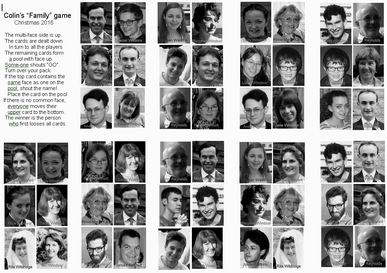 Colin's "Family" game
Christmas 2015
The multi-face side is up.
The cards are dealt down
in turn to all the players
The remaining cards form
a pool with face up.
Someone shouts "GO".
Turn over your pack.
If the top card contains the
same face as one on the
pool, shout the name!
Place the card on the pool
If there is no common face,
everyone moves their
upper card to the bottom.
The winner is the person
who first looses all cards.